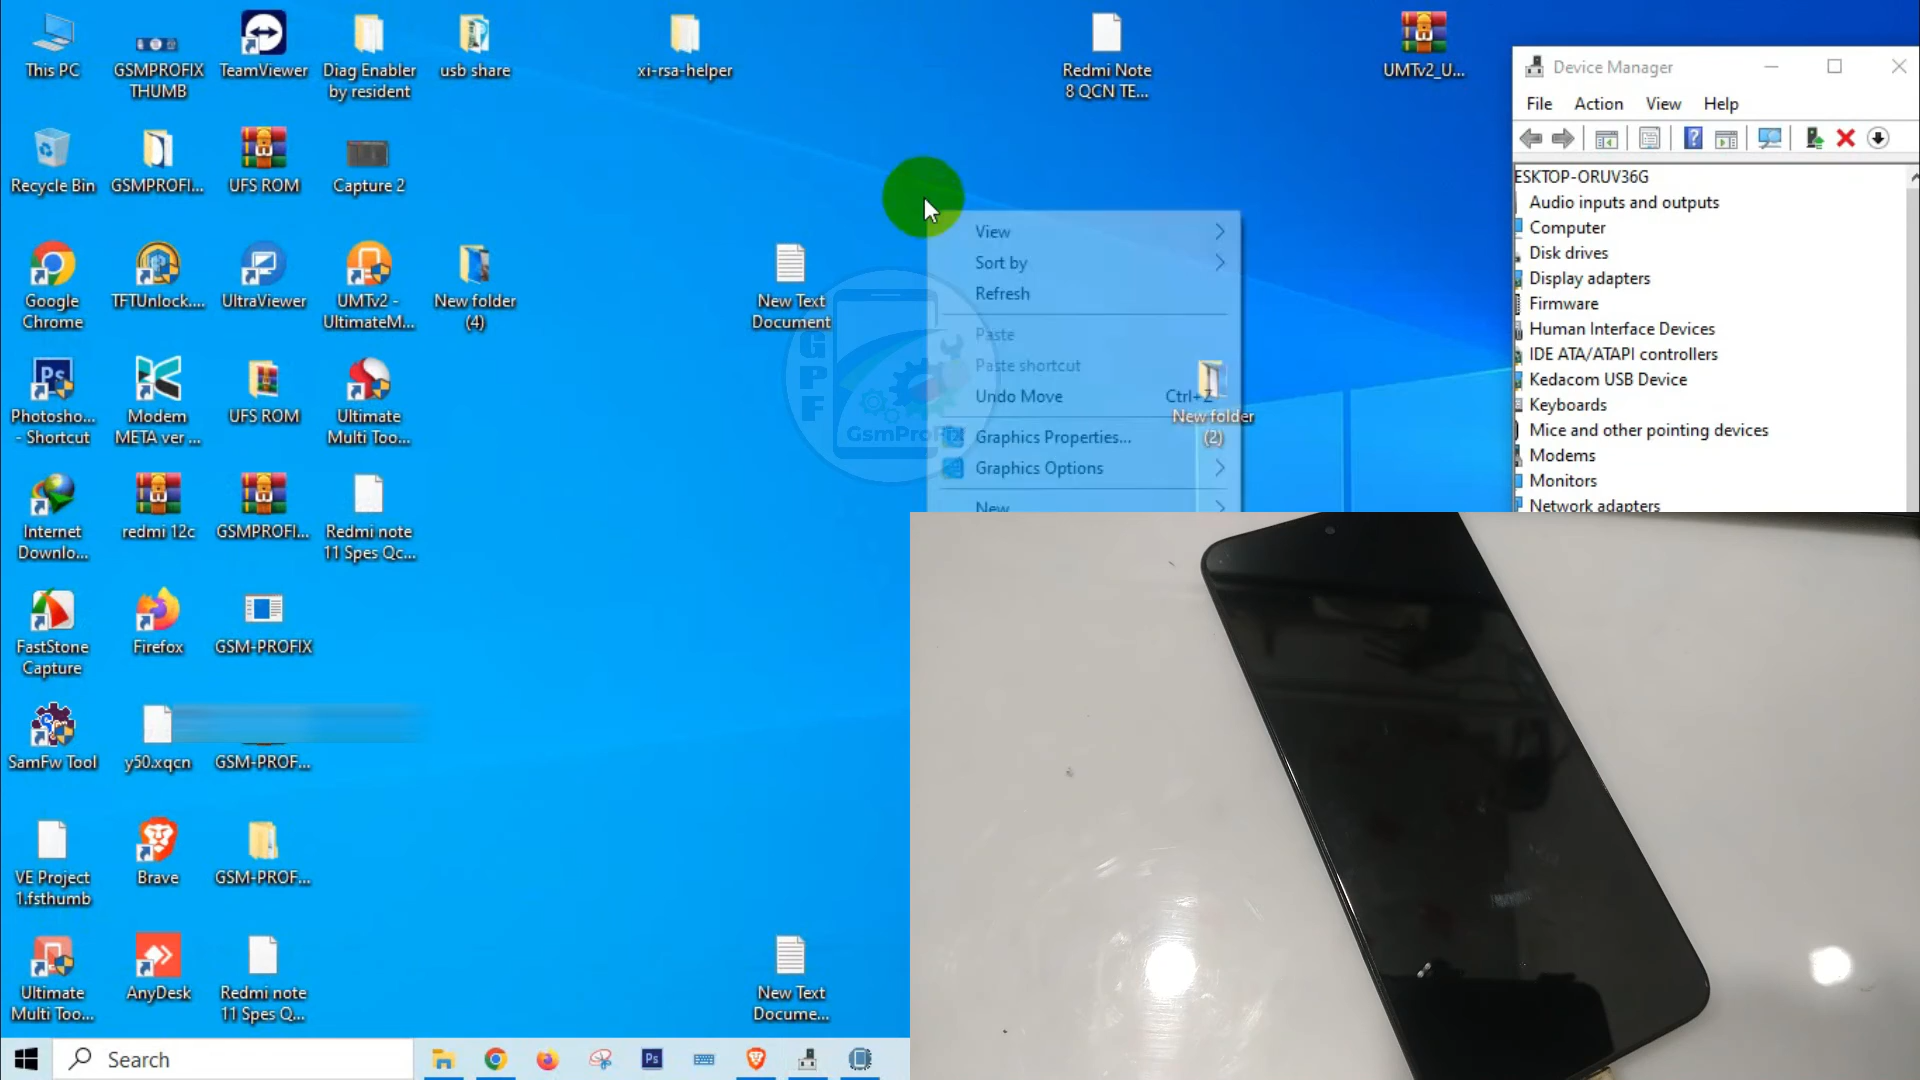 This PC
GSMPROFIX
THUMB
TeamViewer
Diag Enabler
by resident
usb share
xi-rsa-helper
Redmi Note
8 QCN TE...
UMTv2_U...
Recycle Bin
GSMPROFI...
UFS ROM
Capture 2
Google
Chrome
TFTUnlock....
UltraViewer
UMTv2 -
UltimateM...
New folder
(4)
New Text
Document
Photosho...
- Shortcut
Modem
META ver ...
UFS ROM
Ultimate
Multi Too...
New folder
(2)
Internet
Downlo...
redmi 12c
GSMPROFI...
Redmi note
11 Spes Qc...
FastStone
Capture
Firefox
GSM-PROFIX
SamFw Tool
y50.xqcn
GSM-PROF...
VE Project
1.fsthumb
Brave
GSM-PROF...
Ultimate
Multi Too...
AnyDesk
Redmi note
11 Spes Q...
New Text
Docume...
View
Sort by
Refresh
Paste
Paste shortcut
Undo Move Ctrl+Z
Graphics Properties...
Graphics Options
New
GPF
GsmProFix
Device Manager
File Action View Help
ESKTOP-ORUV36G
Audio inputs and outputs
Computer
Disk drives
Display adapters
Firmware
Human Interface Devices
IDE ATA/ATAPI controllers
Kedacom USB Device
Keyboards
Mice and other pointing devices
Modems
Monitors
Network adapters
Search
Ps